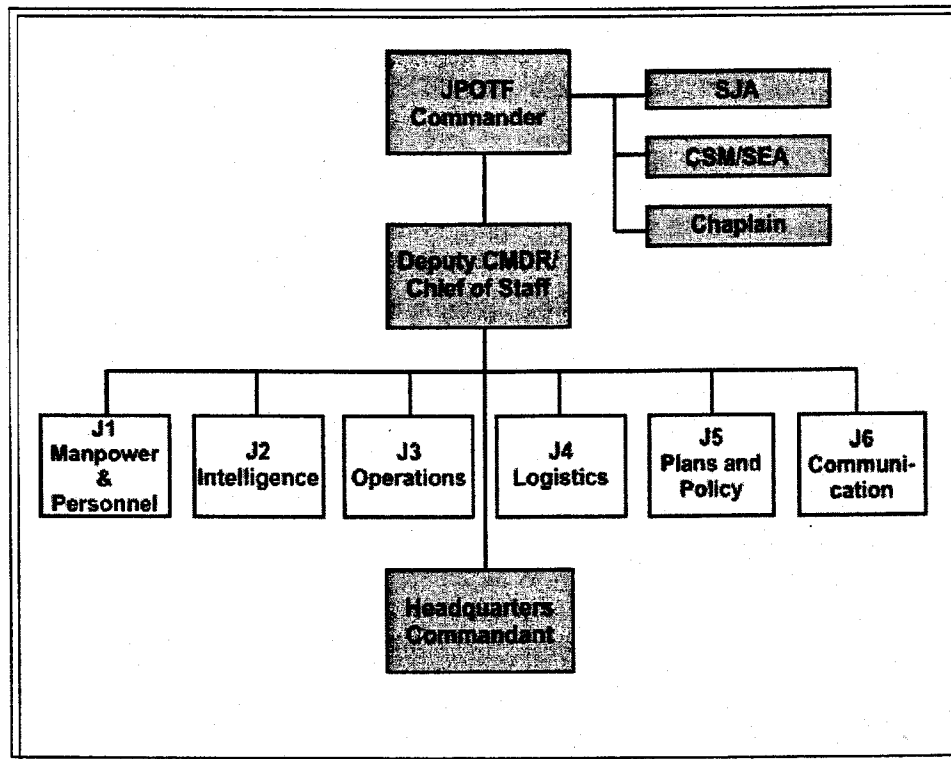 JPOTF
Commander
SJA
CSM/SEA
Chaplain
Deputy CMDR/
Chief of Staff
J1
Manpower
&
Personnel
J2
Intelligence
J3
Operations
J4
Logistics
J5
Plans and
Policy
J6
Communi-
cation
Headquarters
Commandant